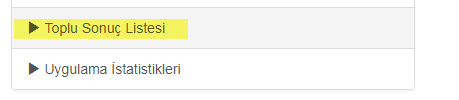 ▶ Toplu Sonuç Listesi
▶ Uygulama İstatistikleri